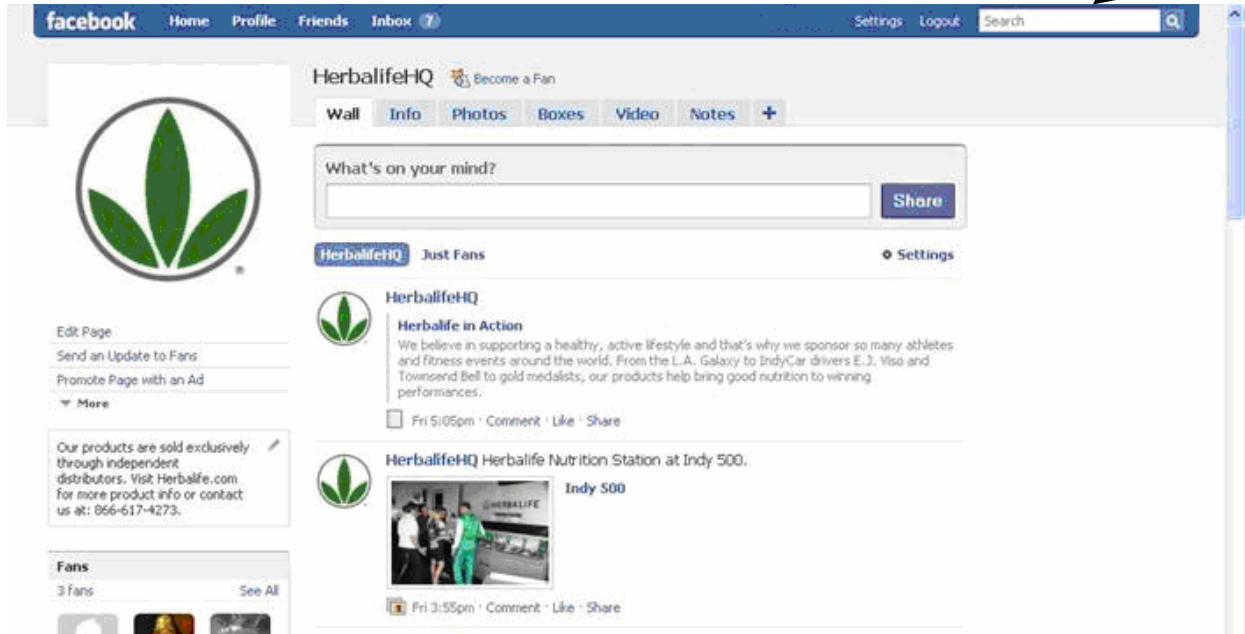 facebook Home Profile Friends Inbox 7 Settings Logout Search
HerbalifeHQ Become a Fan
Wall Info Photos Boxes Video Notes +
What's on your mind?
Share
HerbalifeHQ Just Fans Settings
®
Edit Page
Send an Update to Fans
Promote Page with an Ad
More
Our products are sold exclusively
through independent
distributors. Visit Herbalife.com
for more product info or contact
us at: 866-617-4273.
Fans
3 fans See All
HerbalifeHQ
Herbalife in Action
We believe in supporting a healthy, active lifestyle and that's why we sponsor so many athletes
and fitness events around the world. From the L.A. Galaxy to IndyCar drivers E.J. Viso and
Townsend Bell to gold medalists, our products help bring good nutrition to winning
performances.
Fri 5:05pm · Comment · Like · Share
HerbalifeHQ Herbalife Nutrition Station at Indy 500.
HERBALIFE
Indy 500
Fri 3:55pm · Comment · Like · Share